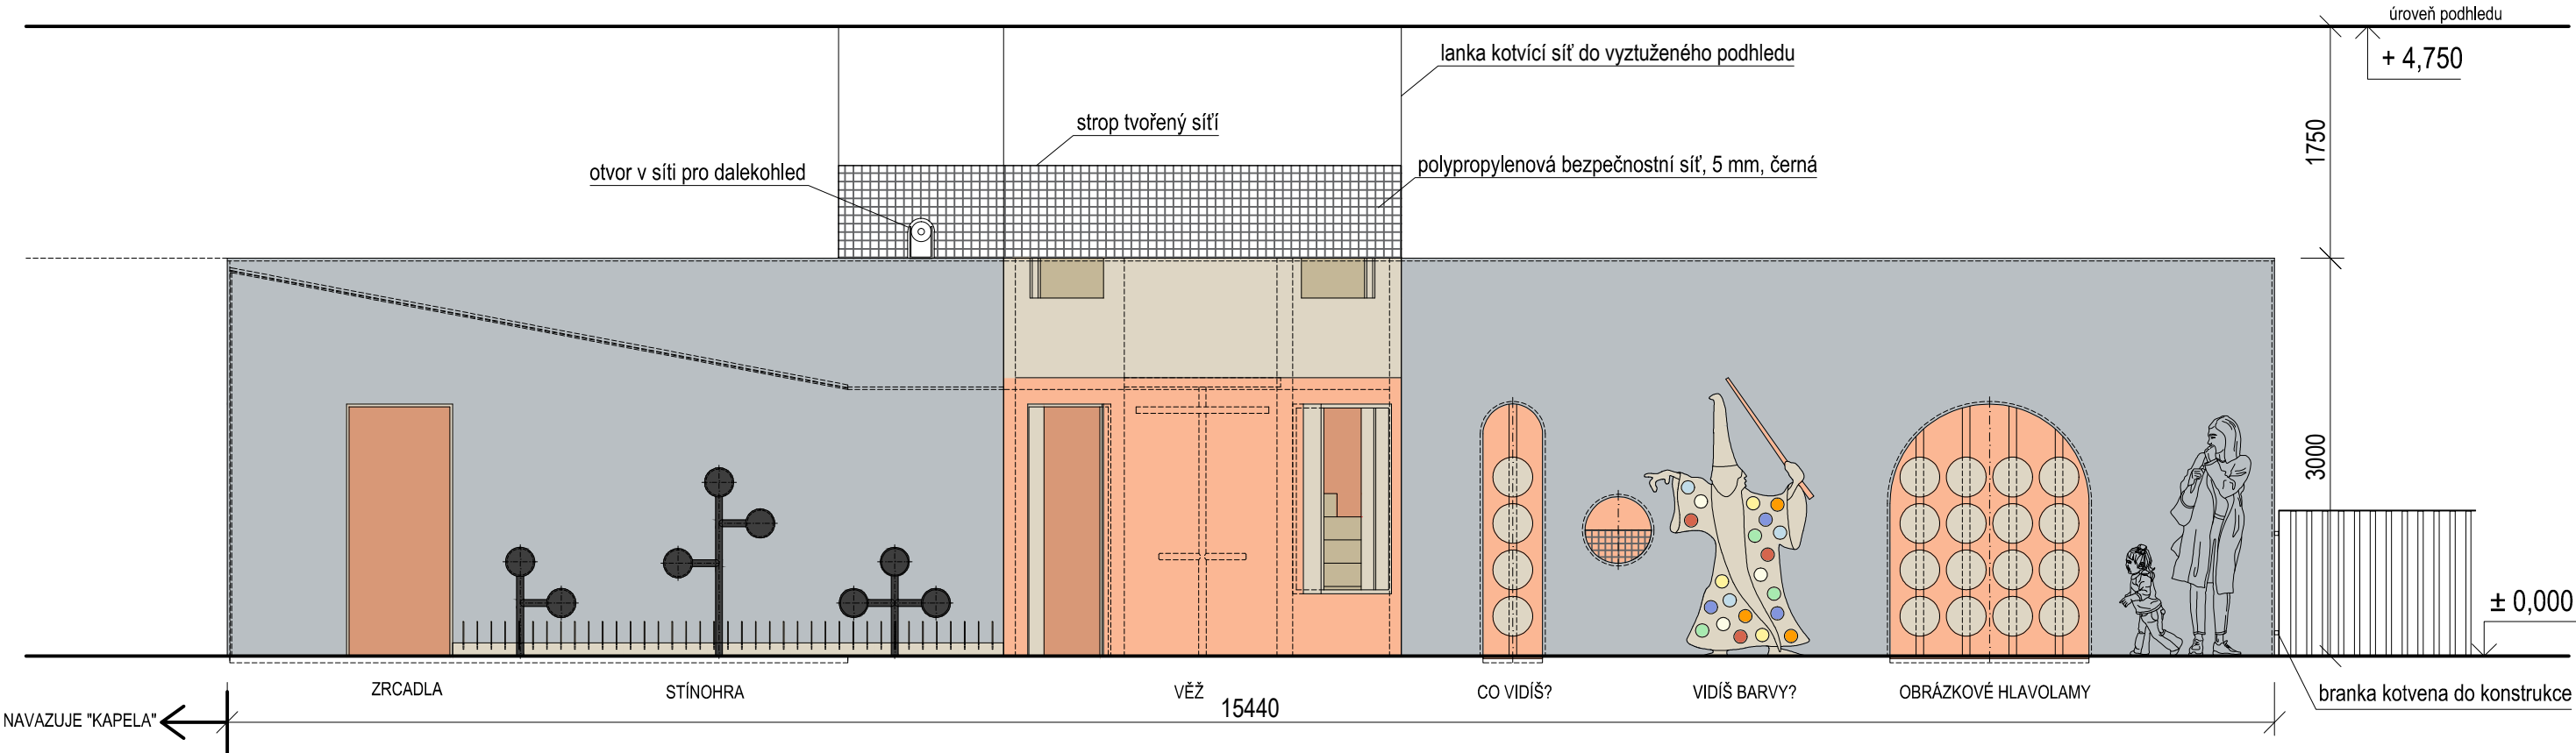 úroveň podhledu
+ 4,750
lanka kotvící síť do vyztuženého podhledu
1750
strop tvořený síťí
otvor v síti pro dalekohled
polypropylenová bezpečnostní síť, 5 mm, černá
3000
± 0,000
ZRCADLA
STÍNOHRA
VĚŽ
CO VIDÍŠ?
VIDÍŠ BARVY?
OBRÁZKOVÉ HLAVOLAMY
branka kotvena do konstrukce
NAVAZUJE "KAPELA"
15440